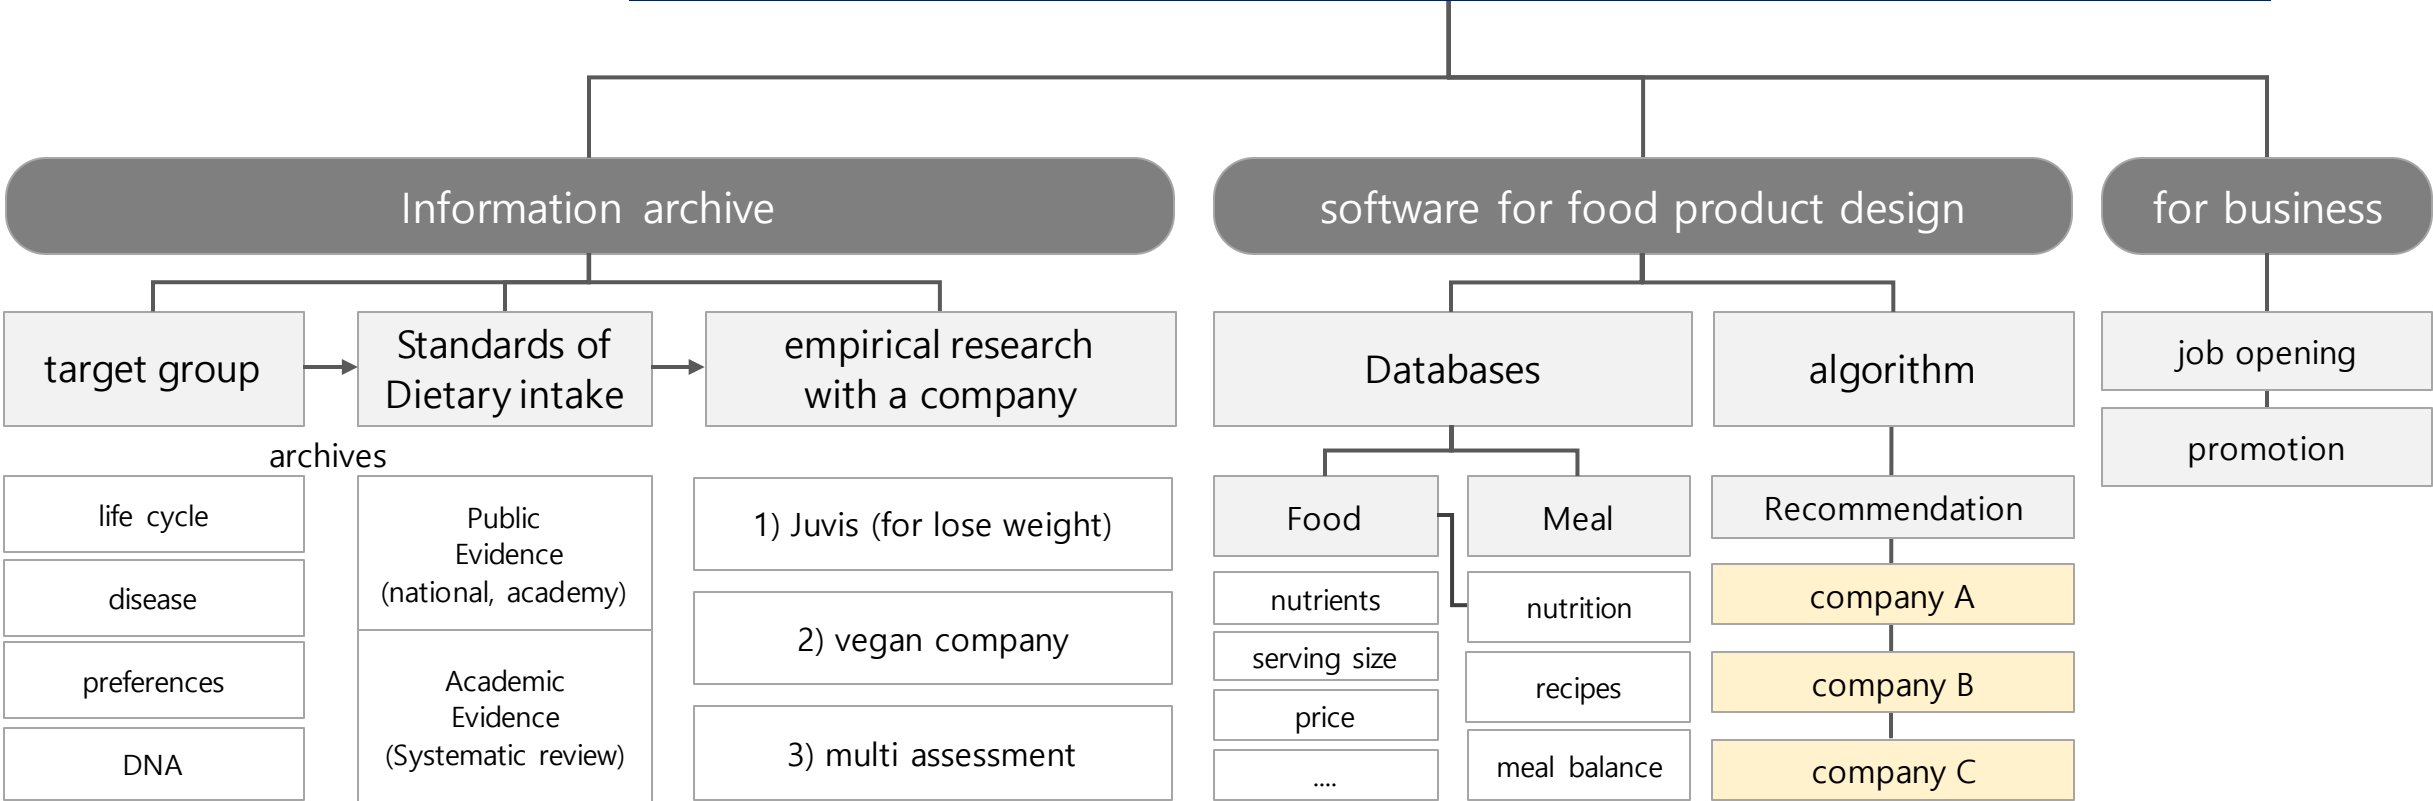 Information archive
software for food product design
for business
target group
Standards of
Dietary intake
empirical research
with a company
Databases
algorithm
job opening
promotion
archives
life cycle
disease
preferences
DNA
Public
Evidence
(national, academy)
Academic
Evidence
(Systematic review)
1) Juvis (for lose weight)
2) vegan company
3) multi assessment
Food
nutrients
serving size
price
....
Meal
nutrition
recipes
meal balance
Recommendation
company A
company B
company C